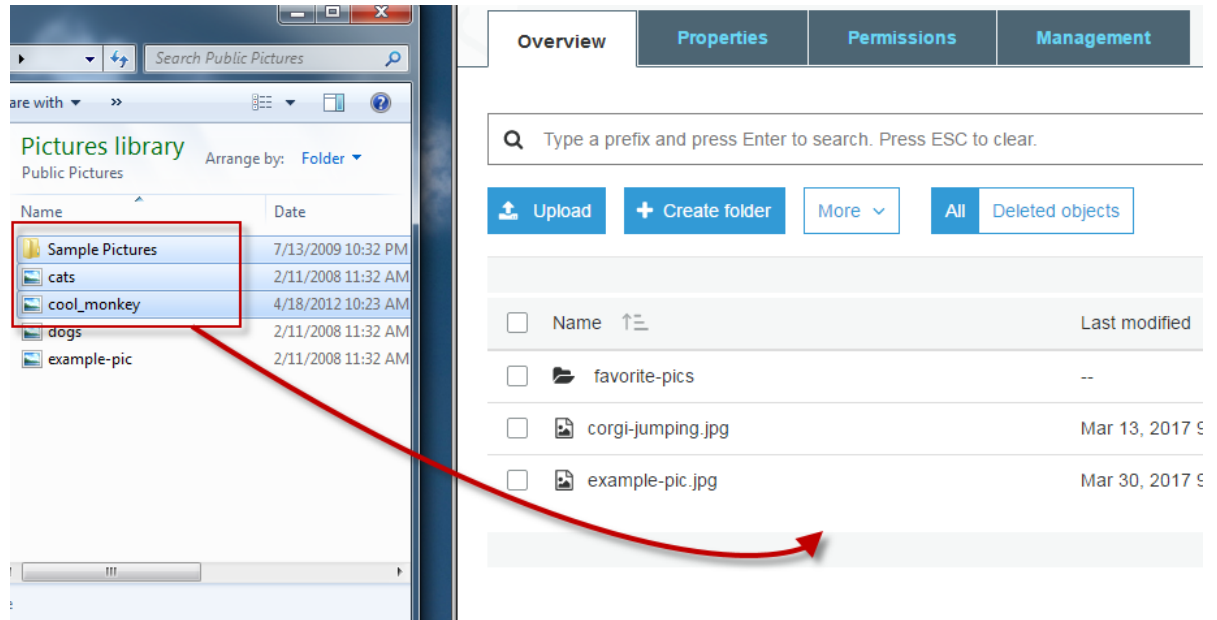 Search Public Pictures
are with »
Pictures library
Arrange by: Folder
Public Pictures
Name Date
Sample Pictures 7/13/2009 10:32 PM
cats 2/11/2008 11:32 AM
cool_monkey 4/18/2012 10:23 AM
dogs 2/11/2008 11:32 AM
example-pic 2/11/2008 11:32 AM
Overview Properties Permissions Management
Type a prefix and press Enter to search. Press ESC to clear.
Upload Create folder More All Deleted objects
Name Last modified
favorite-pics --
corgi-jumping.jpg Mar 13, 2017 9
example-pic.jpg Mar 30, 2017 9